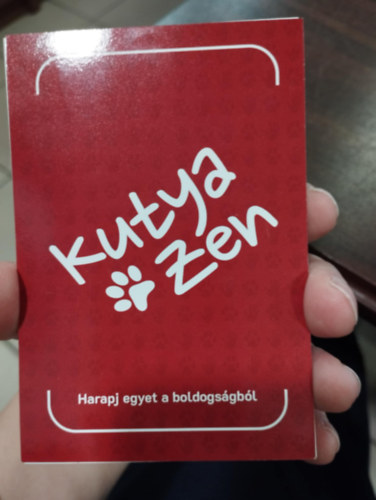 Kutya
Zen
Harapj egyet a boldogságból